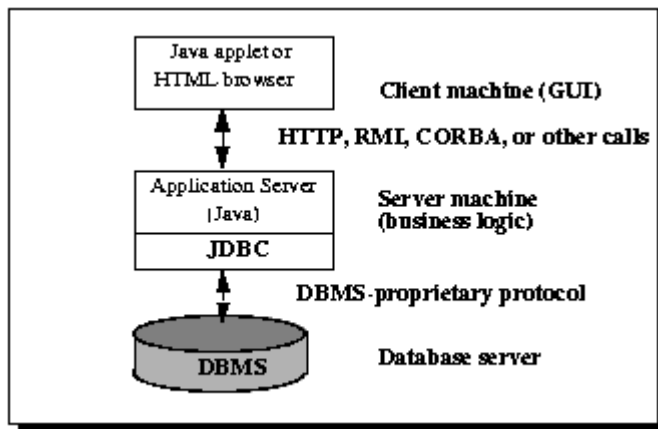 Java applet or
HTML browser
Client machine (GUI)
HTTP, RMI, CORBA, or other calls
Application Server
(Java)
JDBC
Server machine
(business logic)
DBMS-proprietary protocol
DBMS
Database server